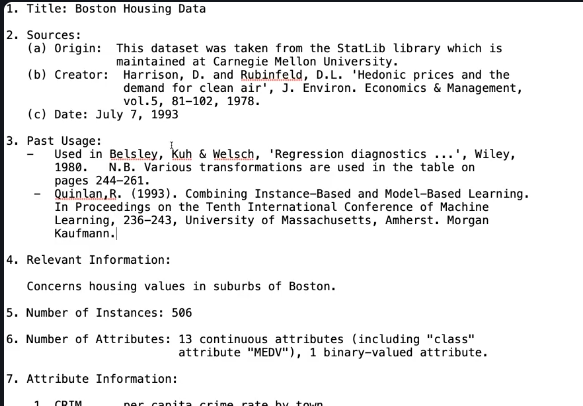 1. Title: Boston Housing Data
2. Sources:
(a) Origin: This dataset was taken from the StatLib library which is
maintained at Carnegie Mellon University.
(b) Creator: Harrison, D. and Rubinfeld, D.L. 'Hedonic prices and the
demand for clean air', J. Environ. Economics & Management,
vol.5, 81-102, 1978.
(c) Date: July 7, 1993
3. Past Usage:
- Used in Belsley, Kuh & Welsch, 'Regression diagnostics ...', Wiley,
1980. N.B. Various transformations are used in the table on
pages 244-261.
- Quinlan,R. (1993). Combining Instance-Based and Model-Based Learning.
In Proceedings on the Tenth International Conference of Machine
Learning, 236-243, University of Massachusetts, Amherst. Morgan
Kaufmann.
4. Relevant Information:
Concerns housing values in suburbs of Boston.
5. Number of Instances: 506
6. Number of Attributes: 13 continuous attributes (including "class"
attribute "MEDV"), 1 binary-valued attribute.
7. Attribute Information:
1. CRIM per capita crime rate by town